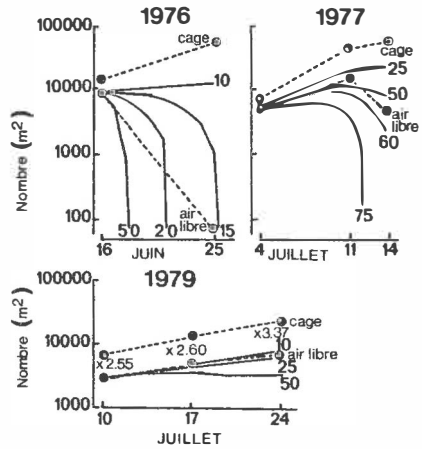 1976
100000
10000
1000
100
Nombre (m²)
cage
10
50
20
air libre
15
16
25
JUIN
1977
cage
25
50
air libre
60
75
4
11
14
JUILLET
1979
100000
10000
1000
Nombre (m²)
x2.55
x2.60
x3.37
cage
10
air libre
25
50
10
17
24
JUILLET